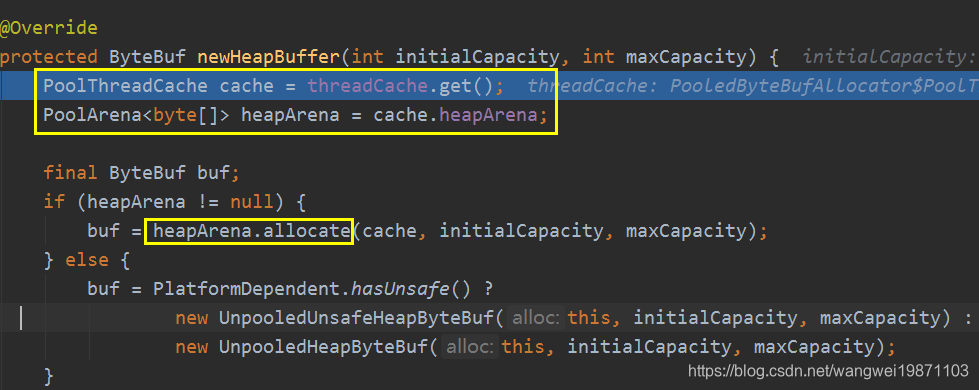 @Override
protected ByteBuf newHeapBuffer(int initialCapacity, int maxCapacity) { initialCapacity:
PoolThreadCache cache = threadCache.get(); threadCache: PooledByteBufAllocator$PoolT
PoolArena<byte[]> heapArena = cache.heapArena;
final ByteBuf buf;
if (heapArena != null) {
buf = heapArena.allocate(cache, initialCapacity, maxCapacity);
} else {
buf = PlatformDependent.hasUnsafe() ?
new UnpooledUnsafeHeapByteBuf( alloc: this, initialCapacity, maxCapacity) :
new UnpooledHeapByteBuf( alloc: this, initialCapacity, maxCapacity);
}
https://blog.csdn.net/wangwei19871103